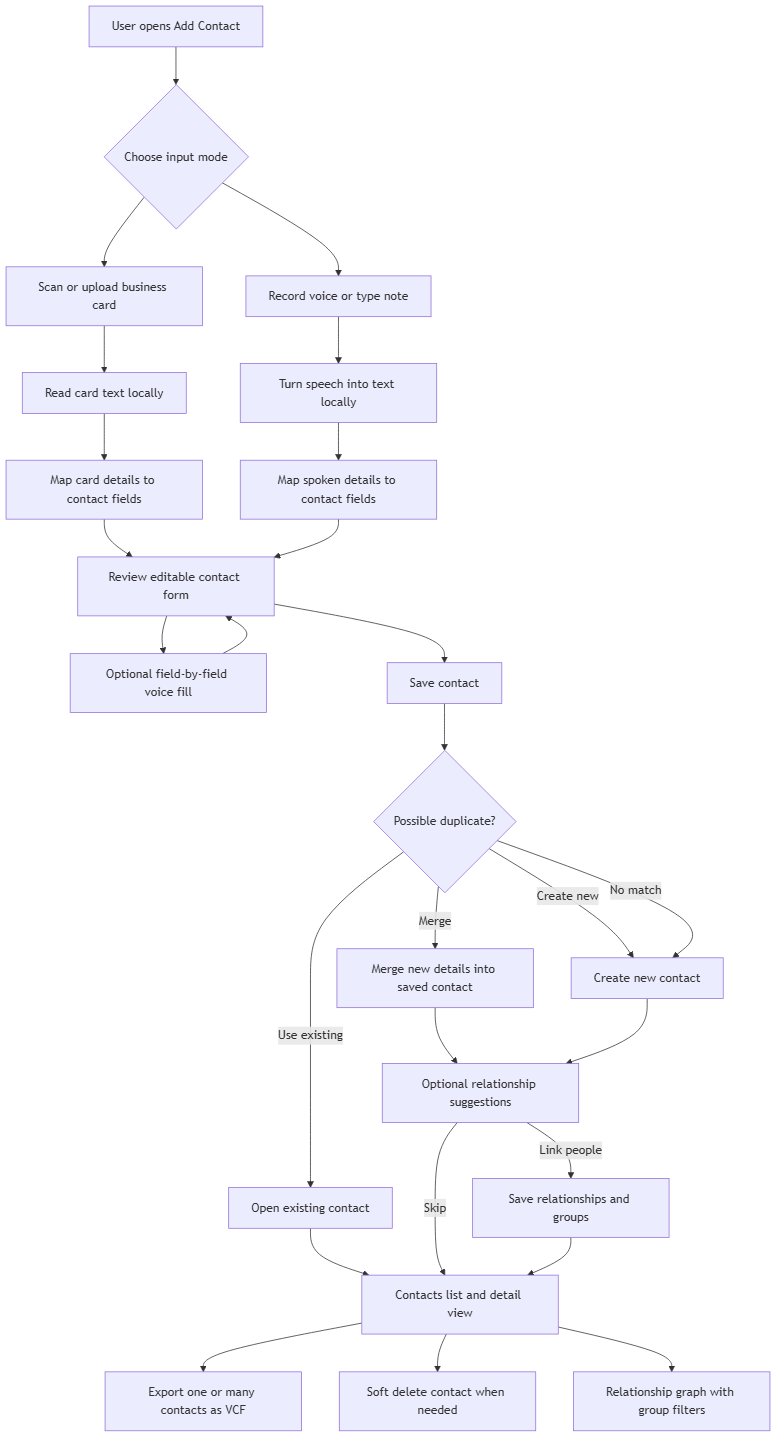 User opens Add Contact
Choose input mode
Scan or upload business
card
Record voice or type note
Read card text locally
Turn speech into text
locally
Map card details to
contact fields
Map spoken details to
contact fields
Review editable contact
form
Optional field-by-field
voice fill
Save contact
Possible duplicate?
Create new
No match
Merge
Merge new details into
saved contact
Create new contact
Use existing
Optional relationship
suggestions
Link people
Open existing contact
Skip
Save relationships and
groups
Contacts list and detail
view
Export one or many
contacts as VCF
Soft delete contact when
needed
Relationship graph with
group filters